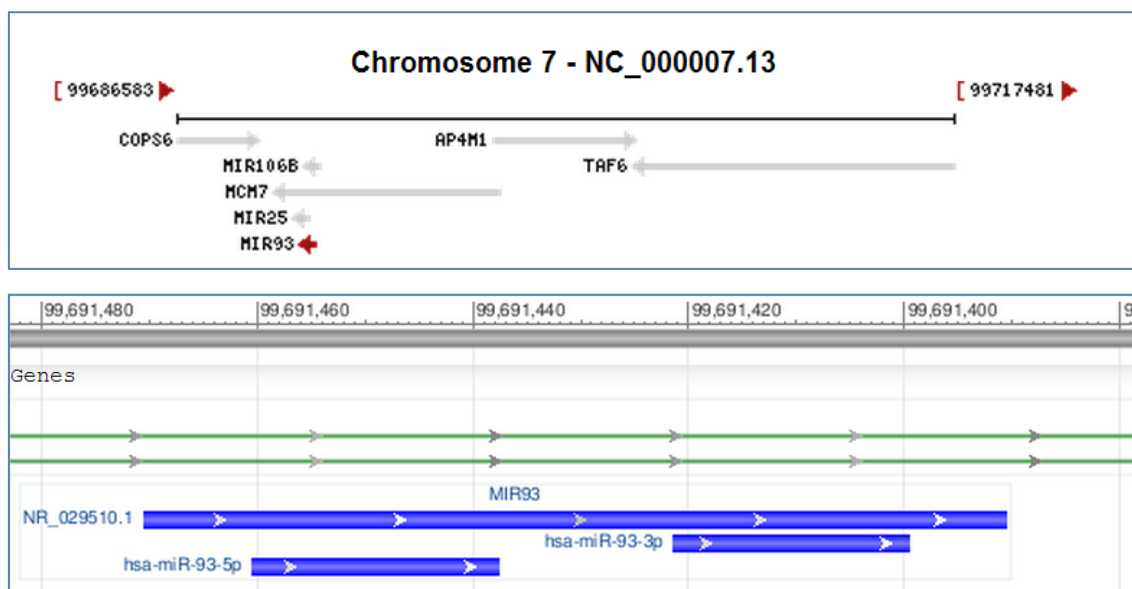 Chromosome 7 - NC_000007.13
[ 99686583 [ 99717481
COPS6 AP4M1
MIR106B TAF6
MCM7
MIR25
MIR93
99,691,480 99,691,460 99,691,440 99,691,420 99,691,400 9
Genes
MIR93
NR_029510.1
hsa-miR-93-3p
hsa-miR-93-5p